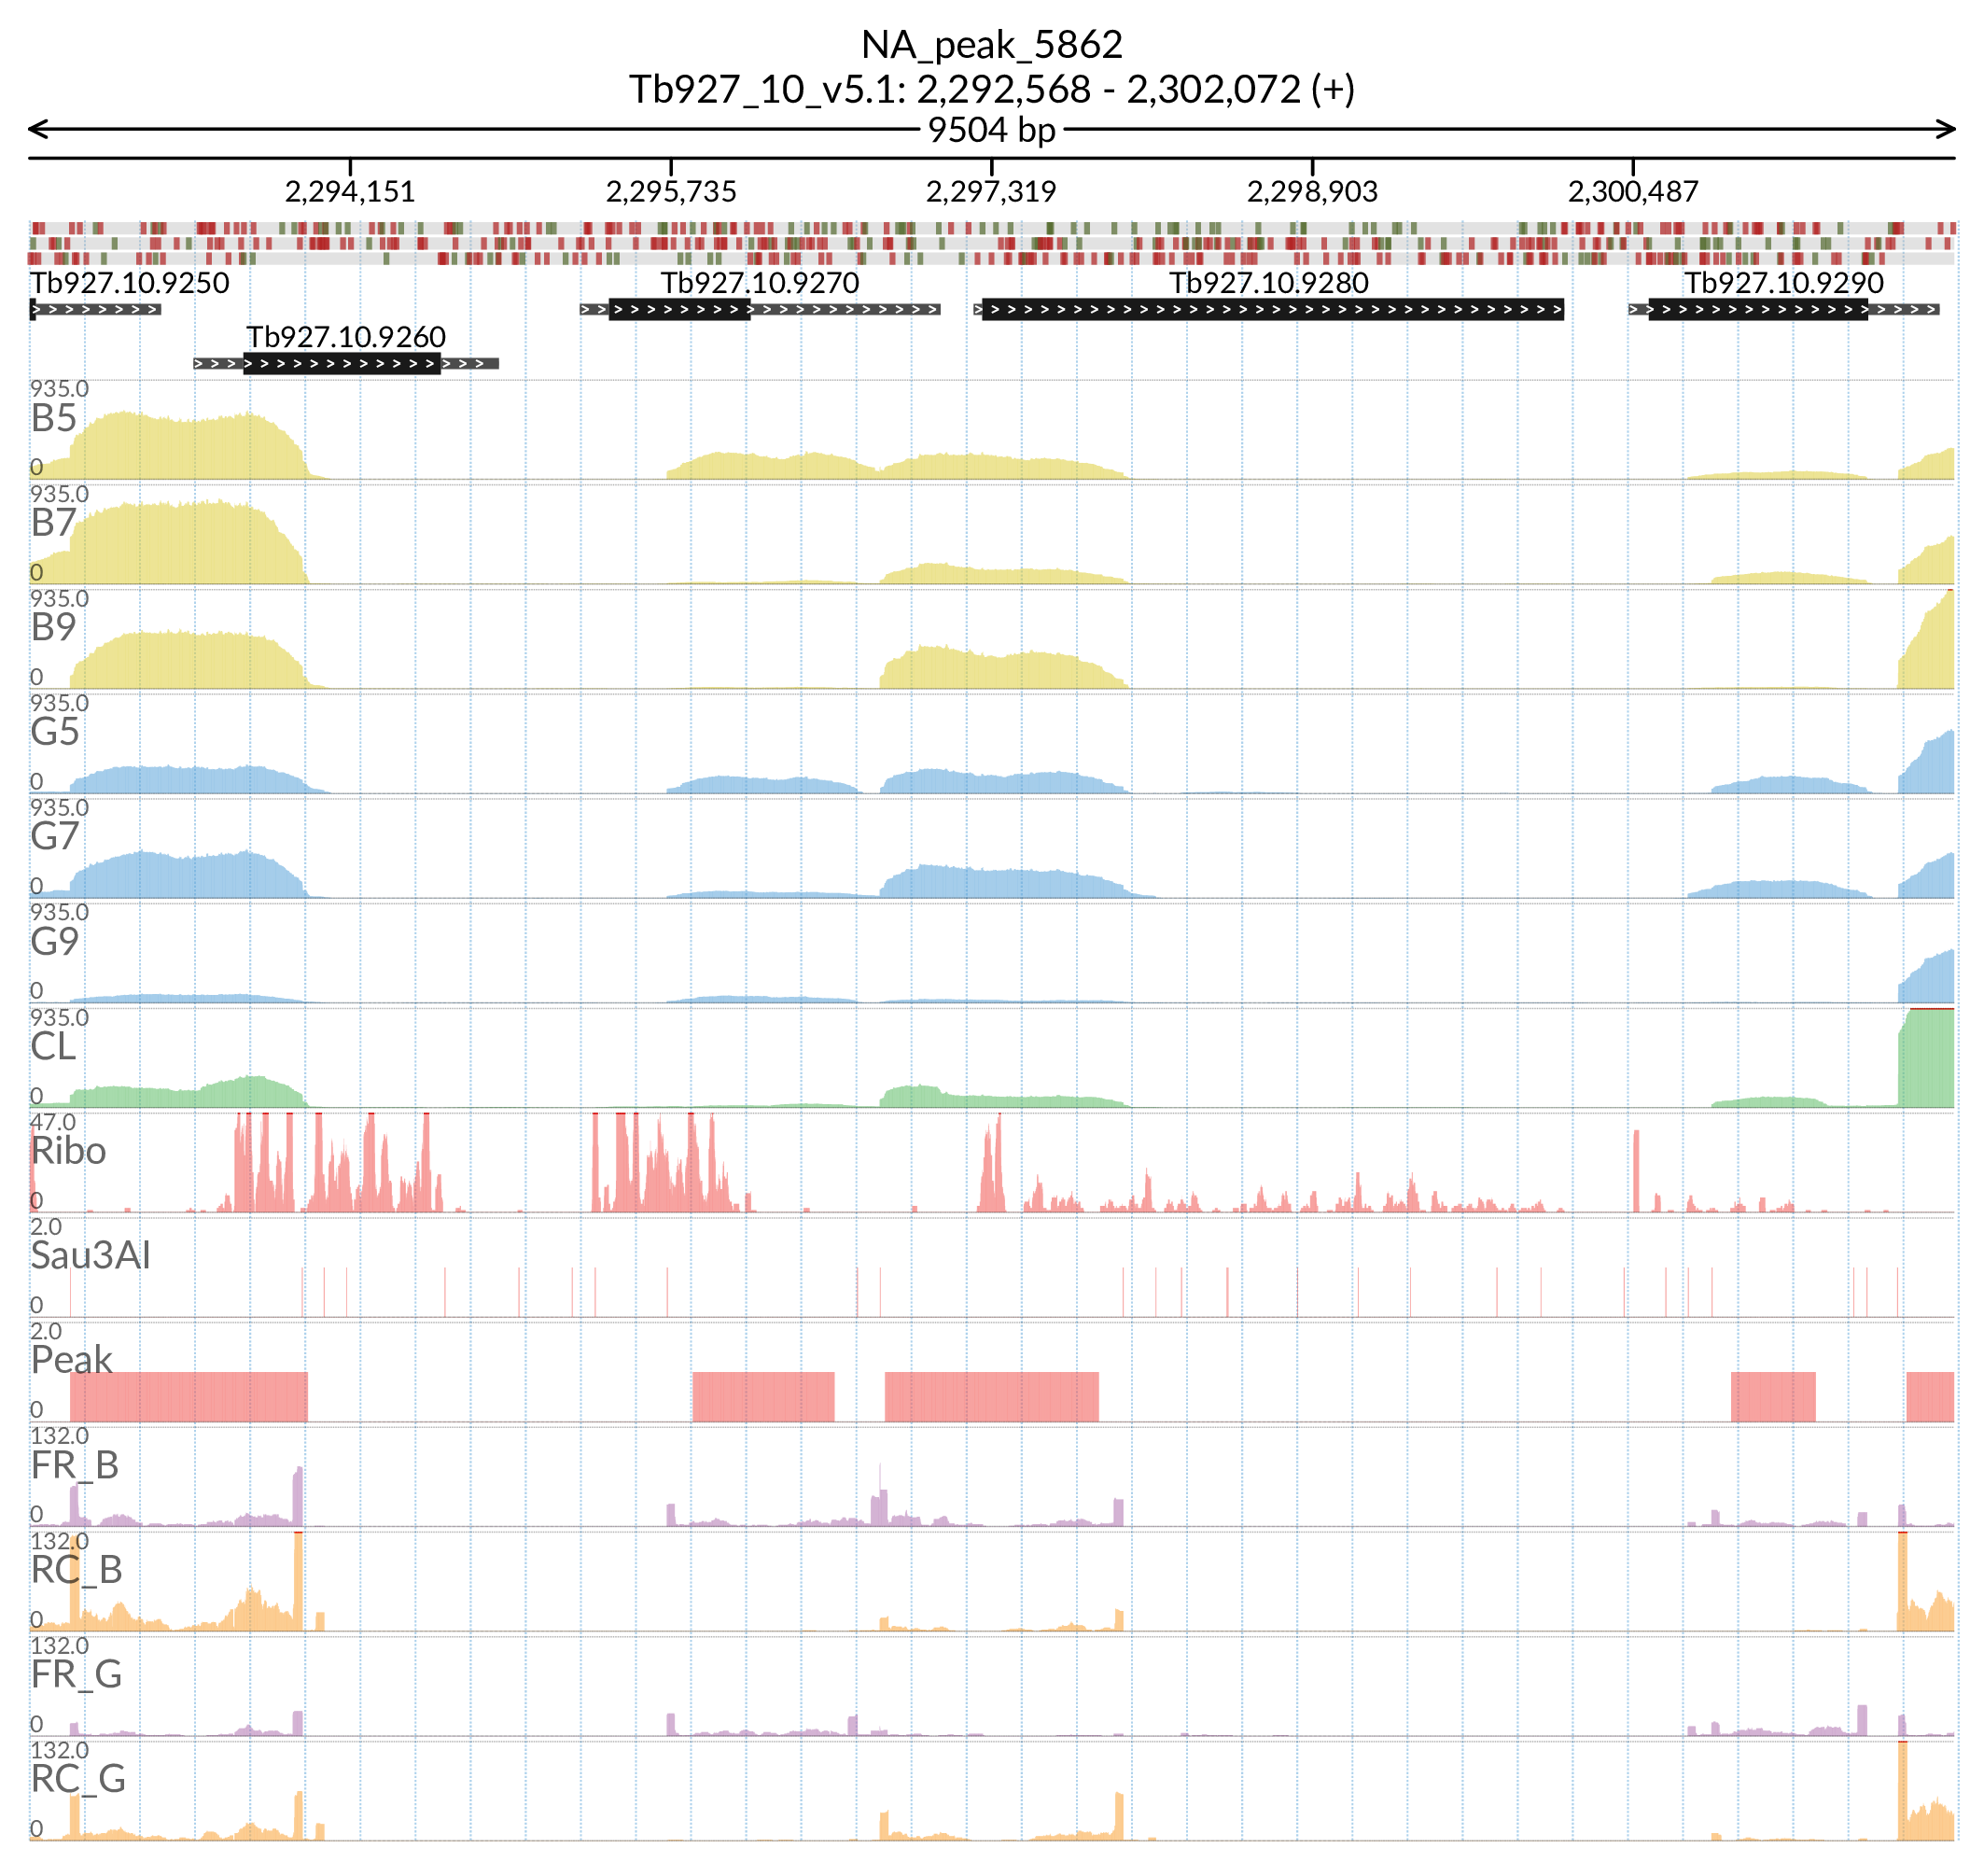 NA_peak_5862
Tb927_10_v5.1: 2,292,568 - 2,302,072 (+)
9504 bp
2,294,151 2,295,735 2,297,319 2,298,903 2,300,487
Tb927.10.9250 Tb927.10.9270 Tb927.10.9280 Tb927.10.9290
Tb927.10.9260
935.0
B5
0
935.0
B7
0
935.0
B9
0
935.0
G5
0
935.0
G7
0
935.0
G9
0
935.0
CL
0
47.0
Ribo
0
2.0
Sau3AI
0
2.0
Peak
0
132.0
FR_B
0
132.0
RC_B
0
132.0
FR_G
0
132.0
RC_G
0